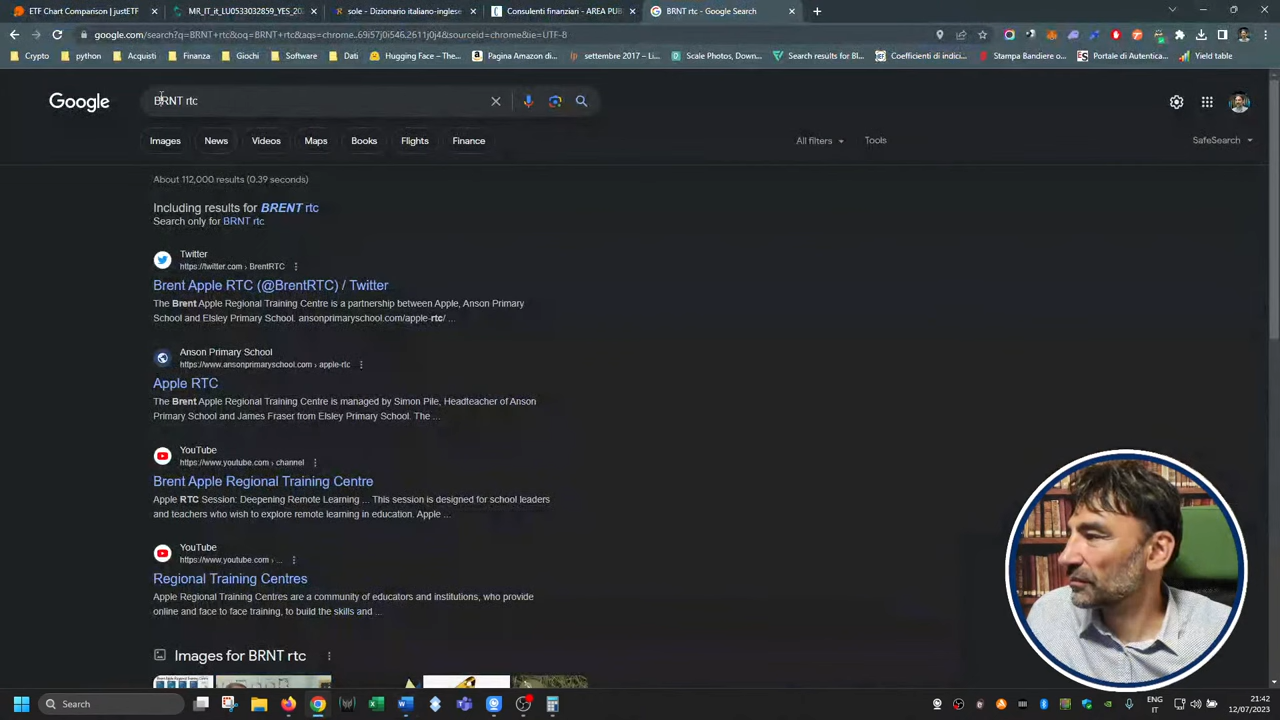 ETF Chart Comparison | justETF
MR_IT_it_LU0533032859_YES_202
sole - Dizionario italiano-inglese
Consulenti finanziari - AREA PUB
BRNT rtc - Google Search
google.com/search?q=BRNT+rtc&oq=BRNT+rtc&aqs=chrome..69i57j0i546.2611j0j4&sourceid=chrome&ie=UTF-8
Crypto
python
Acquisti
Finanza
Giochi
Software
Dati
Hugging Face – The...
Pagina Amazon di...
settembre 2017 – Li...
Scale Photos, Down...
Search results for Bl...
Coefficienti di indici...
Stampa Bandiere o...
Portale di Autentica...
Yield table
Google
BRNT rtc
Images
News
Videos
Maps
Books
Flights
Finance
All filters
Tools
SafeSearch
About 112,000 results (0.39 seconds)
Including results for BRENT rtc
Search only for BRNT rtc
Twitter
https://twitter.com › BrentRTC
Brent Apple RTC (@BrentRTC) / Twitter
The Brent Apple Regional Training Centre is a partnership between Apple, Anson Primary
School and Elsley Primary School. ansonprimaryschool.com/apple-rtc/ ...
Anson Primary School
https://www.ansonprimaryschool.com › apple-rtc
Apple RTC
The Brent Apple Regional Training Centre is managed by Simon Pile, Headteacher of Anson
Primary School and James Fraser from Elsley Primary School. The ...
YouTube
https://www.youtube.com › channel
Brent Apple Regional Training Centre
Apple RTC Session: Deepening Remote Learning ... This session is designed for school leaders
and teachers who wish to explore remote learning in education. Apple ...
YouTube
https://www.youtube.com › ...
Regional Training Centres
Apple Regional Training Centres are a community of educators and institutions, who provide
online and face to face training, to build the skills and ...
Images for BRNT rtc
Search
ENG
IT
21:42
12/07/2023